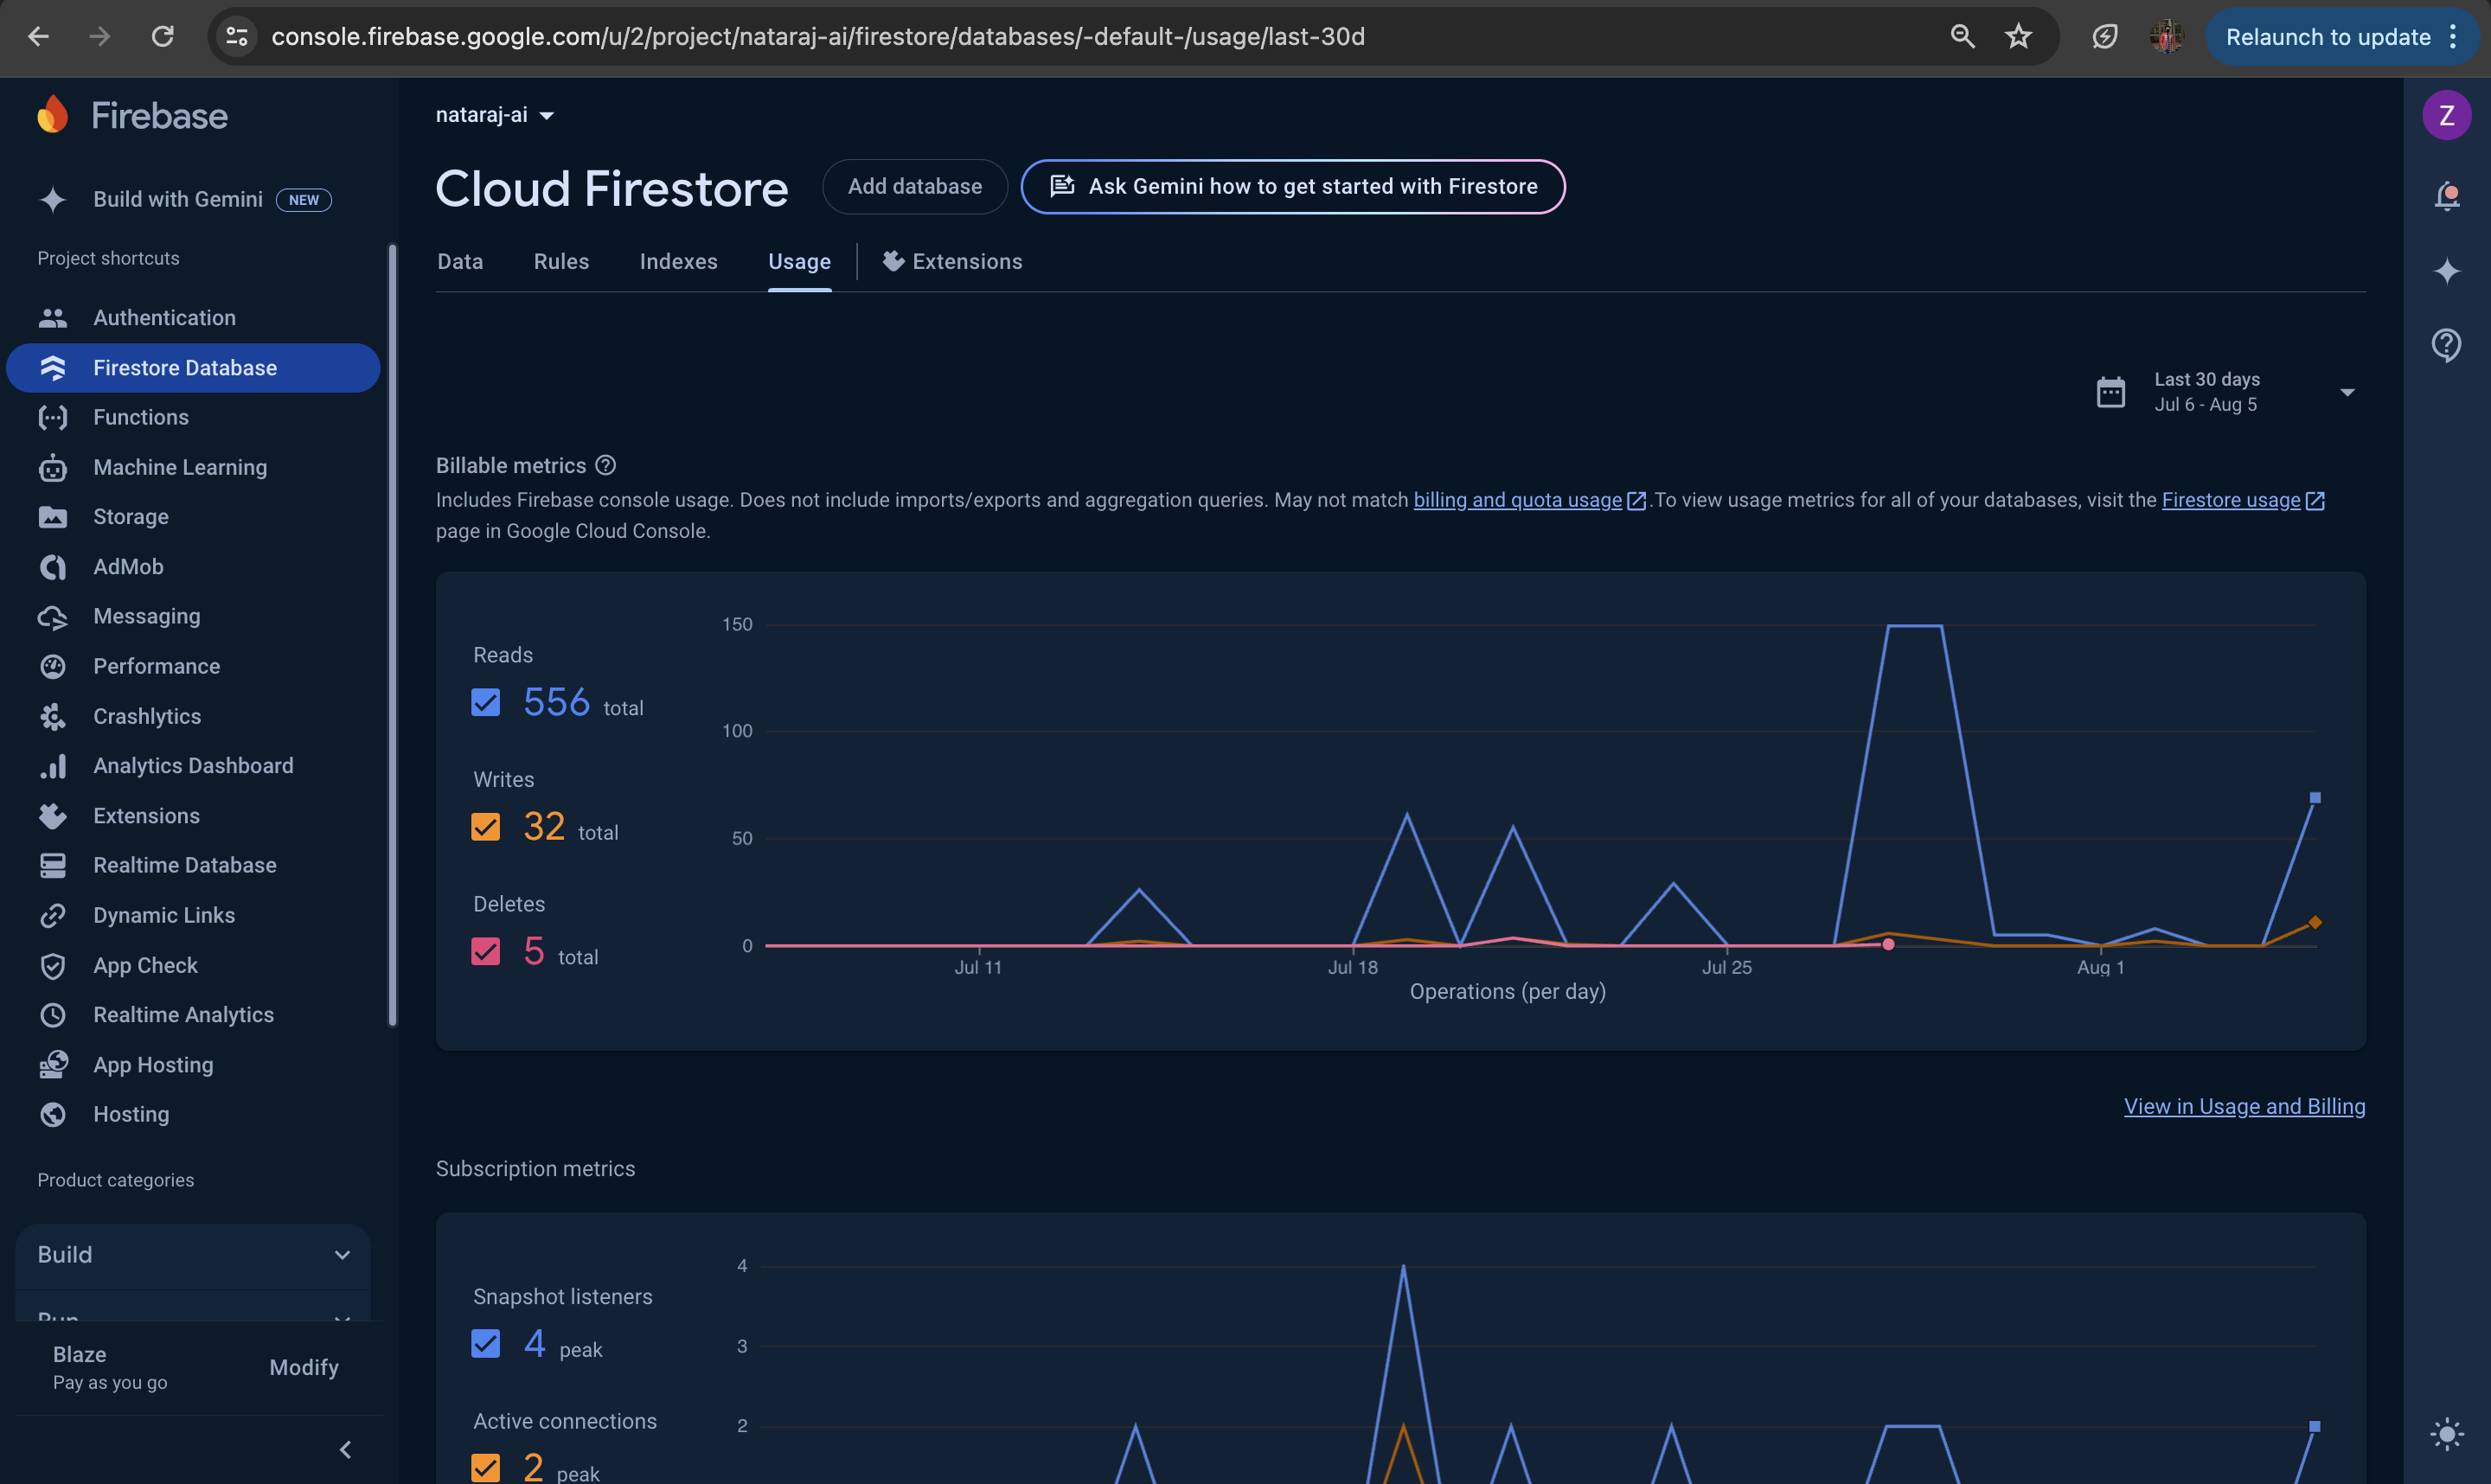 console.firebase.google.com/u/2/project/nataraj-ai/firestore/databases/-default-/usage/last-30d
Relaunch to update
Firebase
Build with Gemini NEW
Project shortcuts
Authentication
Firestore Database
Functions
Machine Learning
Storage
AdMob
Messaging
Performance
Crashlytics
Analytics Dashboard
Extensions
Realtime Database
Dynamic Links
App Check
Realtime Analytics
App Hosting
Hosting
Product categories
Build
Run
Blaze
Pay as you go
Modify
nataraj-ai
Cloud Firestore
Add database
Ask Gemini how to get started with Firestore
Data Rules Indexes Usage Extensions
Z
Last 30 days
Jul 6 - Aug 5
Billable metrics
Includes Firebase console usage. Does not include imports/exports and aggregation queries. May not match billing and quota usage .To view usage metrics for all of your databases, visit the Firestore usage
page in Google Cloud Console.
Reads
556 total
Writes
32 total
Deletes
5 total
150
100
50
0
Jul 11 Jul 18 Jul 25 Aug 1
Operations (per day)
View in Usage and Billing
Subscription metrics
Snapshot listeners
4 peak
Active connections
2 peak
4
3
2